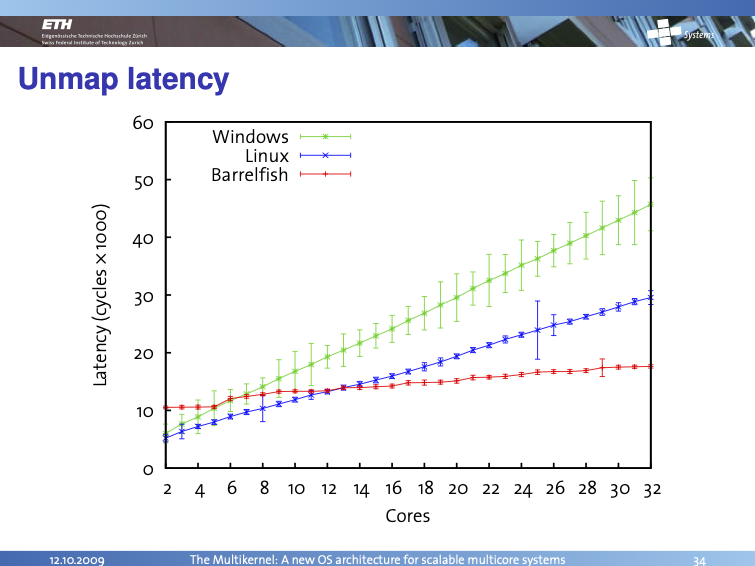 ETH
Eidgenössische Technische Hochschule Zürich
Swiss Federal Institute of Technology Zurich
Systems
Unmap latency
60
50
40
30
20
10
0
Latency (cycles × 1000)
Windows
Linux
Barrelfish
2 4 6 8 10 12 14 16 18 20 22 24 26 28 30 32
Cores
12.10.2009 The Multikernel: A new OS architecture for scalable multicore systems 34